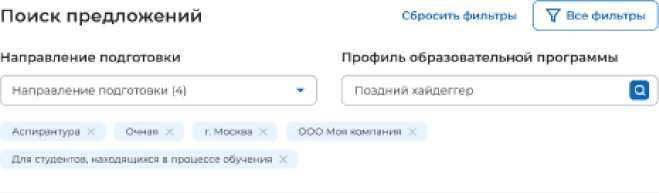 Поиск предложений
Сбросить фильтры
Все фильтры
Направление подготовки
Профиль образовательной программы
Направление подготовки (4)
Поздний хайдеггер
Аспирантура
Очная
г. Москва
ООО Моя компания
Для студентов, находящихся в процессе обучения